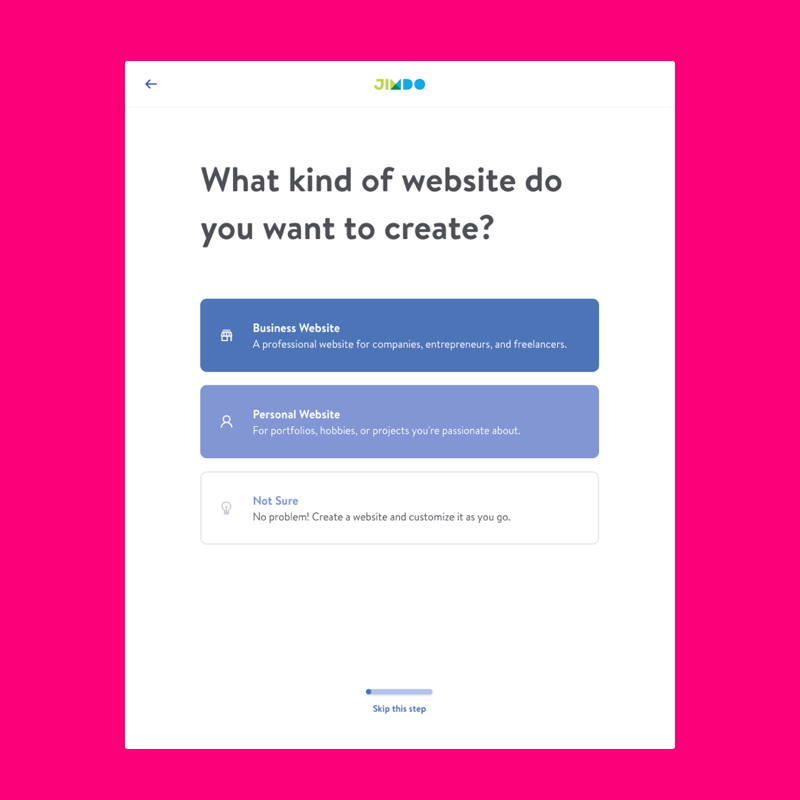 JIMDO
What kind of website do
you want to create?
Business Website
A professional website for companies, entrepreneurs, and freelancers.
Personal Website
For portfolios, hobbies, or projects you're passionate about.
Not Sure
No problem! Create a website and customize it as you go.
Skip this step